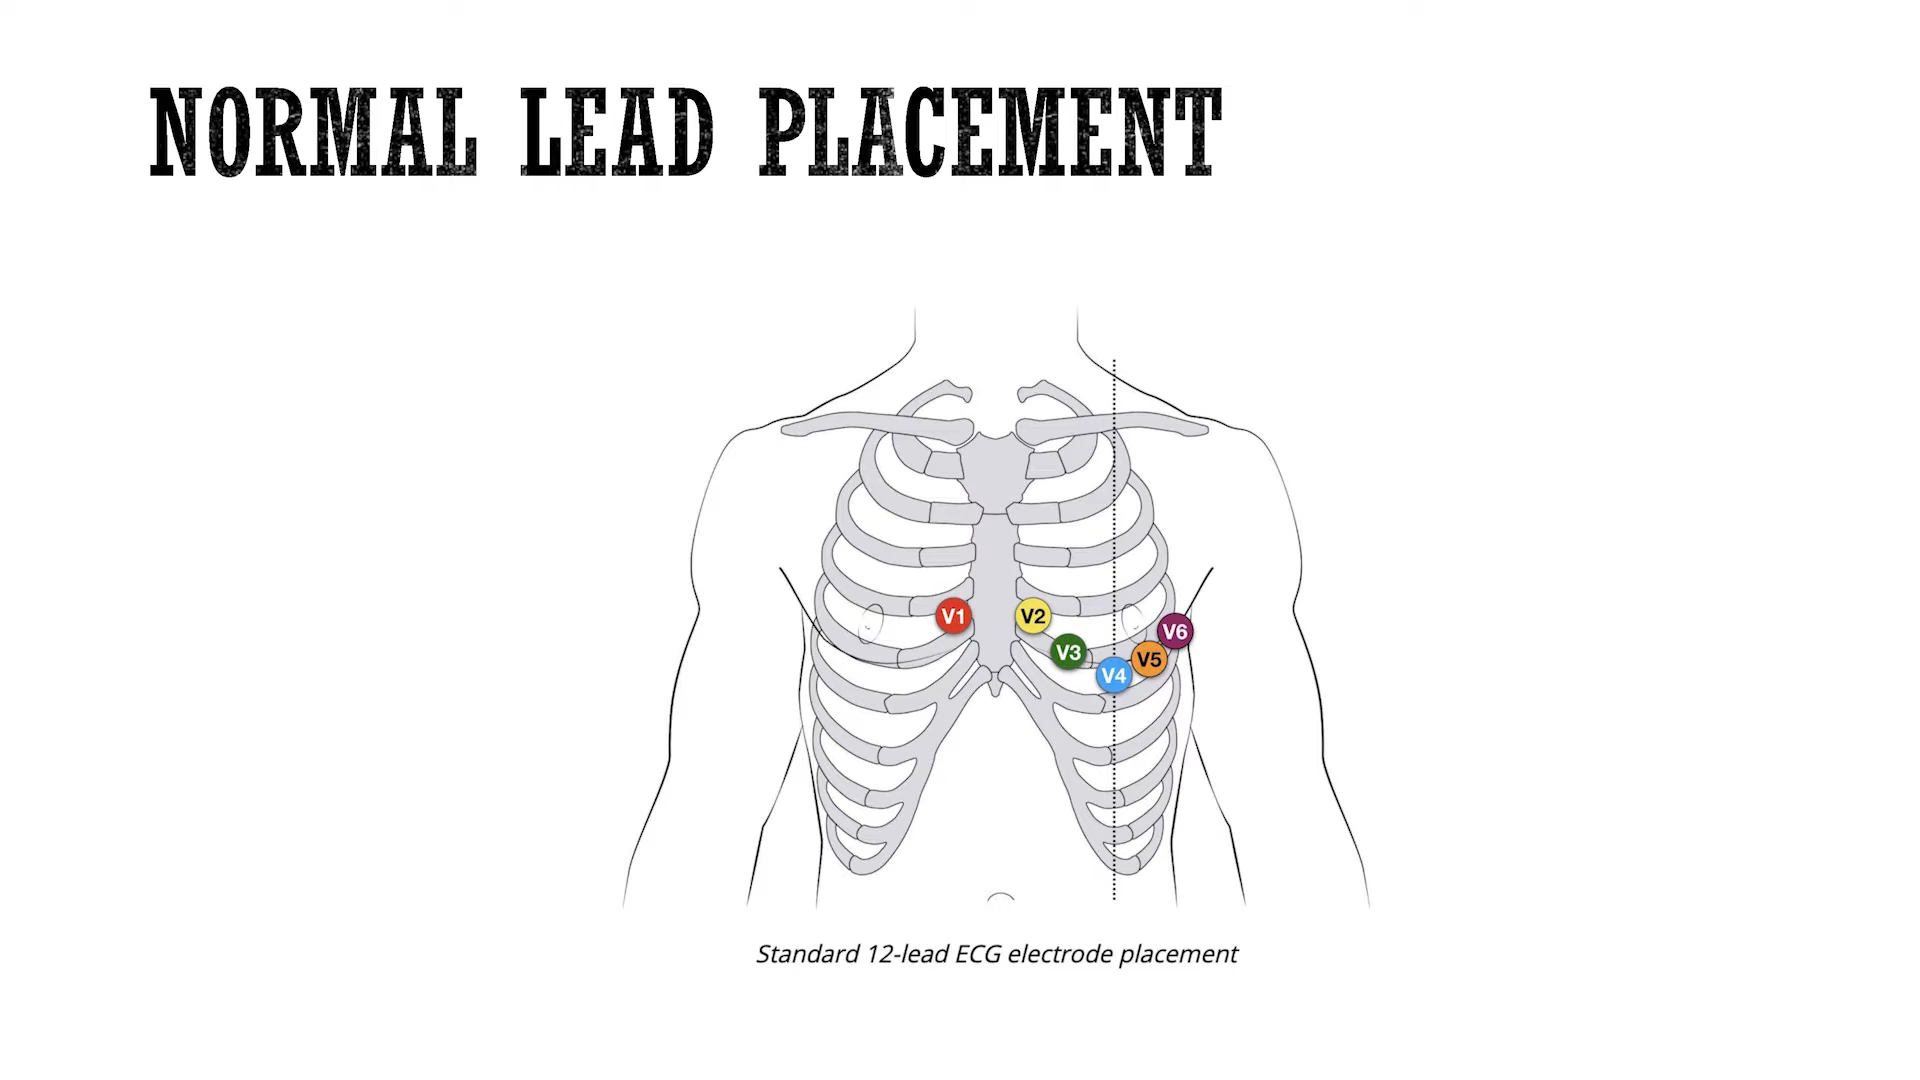 NORMAL LEAD PLACEMENT
V1
V2
V3
V4
V5
V6
Standard 12-lead ECG electrode placement